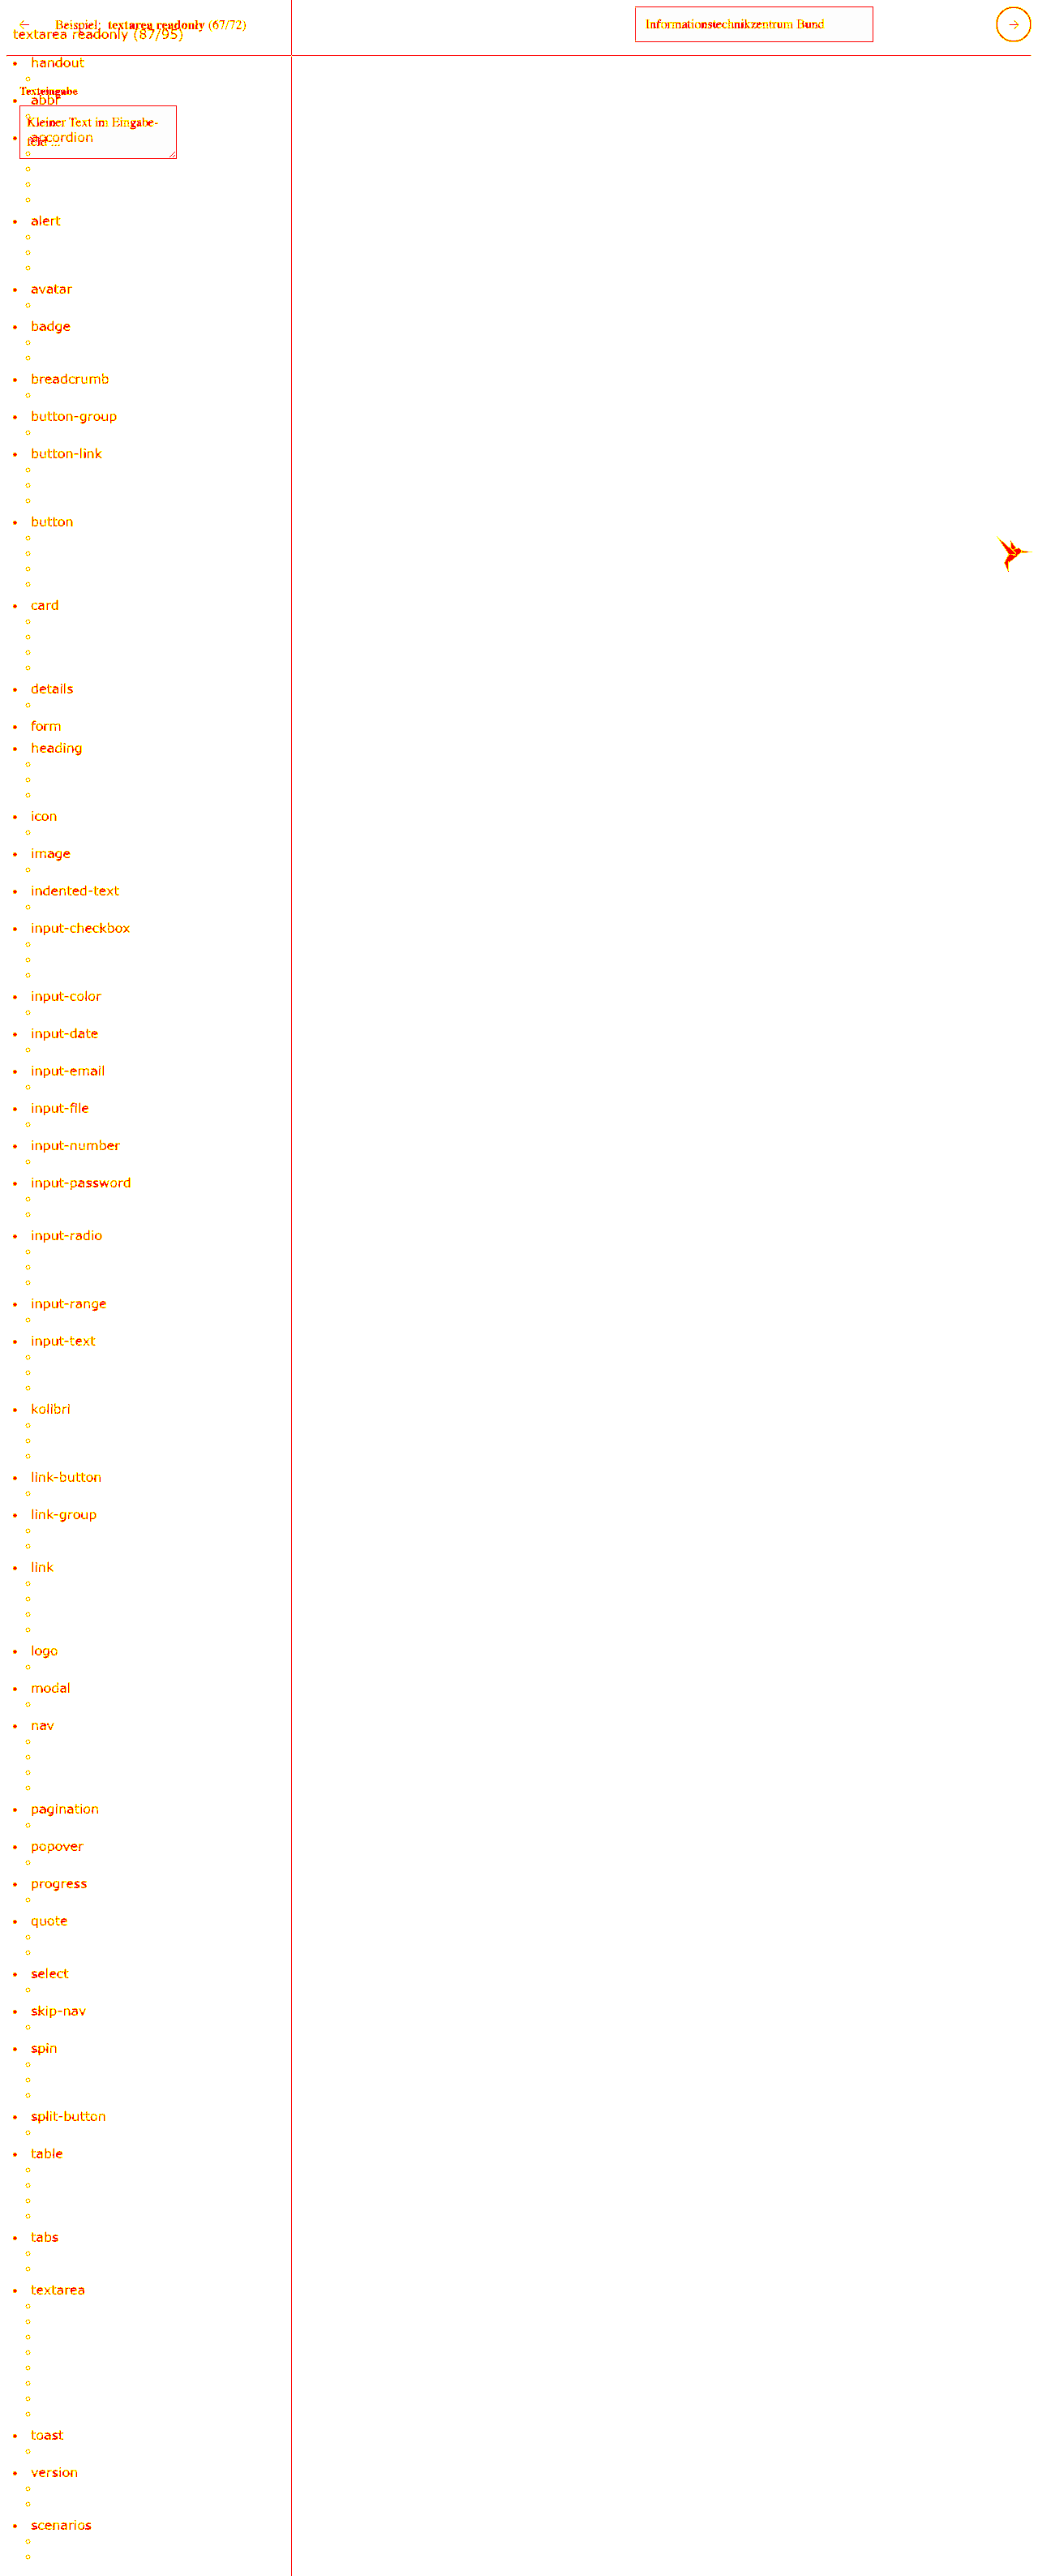 ← Beispiel: textarea readonly (67/72)
Informationstechnikzentrum Bund
→
textarea readonly (87/95)
handout
Texteingabe
abbr
Kleiner Text im Eingabe-
accordion
alert
avatar
badge
breadcrumb
button-group
button-link
button
card
details
form
heading
icon
image
indented-text
input-checkbox
input-color
input-date
input-email
input-file
input-number
input-password
input-radio
input-range
input-text
kolibri
link-button
link-group
link
logo
modal
nav
pagination
popover
progress
quote
select
skip-nav
spin
split-button
table
tabs
textarea
toast
version
scenarios